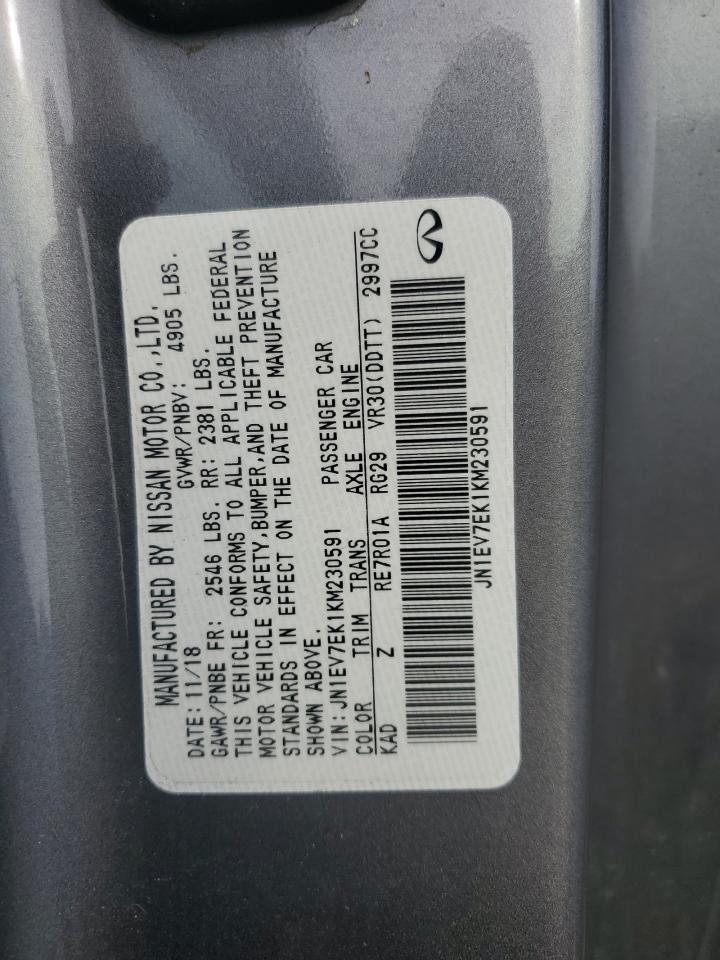 MANUFACTURED BY NISSAN MOTOR CO.,LTD.
DATE: 11/18 GVWR/PNBV: 4905 LBS.
GAWR/PNBE FR: 2546 LBS. RR: 2381 LBS.
THIS VEHICLE CONFORMS TO ALL APPLICABLE FEDERAL
MOTOR VEHICLE SAFETY,BUMPER,AND THEFT PREVENTION
STANDARDS IN EFFECT ON THE DATE OF MANUFACTURE
SHOWN ABOVE.
VIN: JN1EV7EK1KM230591 PASSENGER CAR
COLOR TRIM TRANS AXLE ENGINE
KAD Z RE7R01A RG29 VR30(DDTT) 2997CC
JN1EV7EK1KM230591